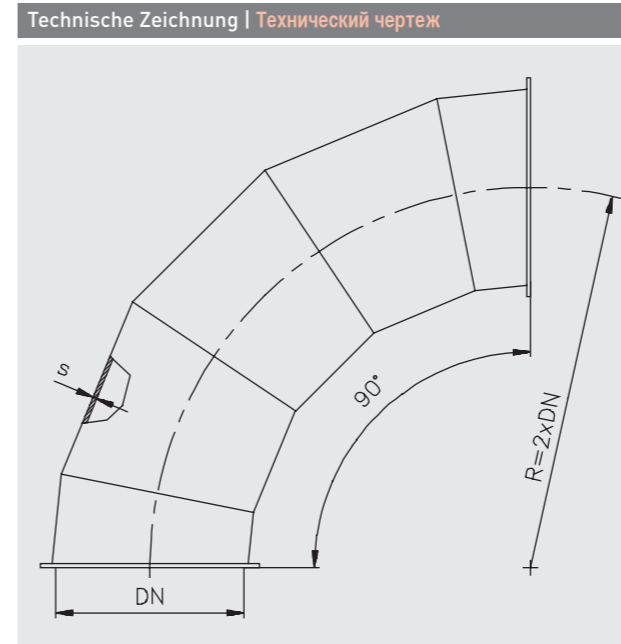 Technische Zeichnung | Технический чертеж
s
90°
R=2xDN
DN